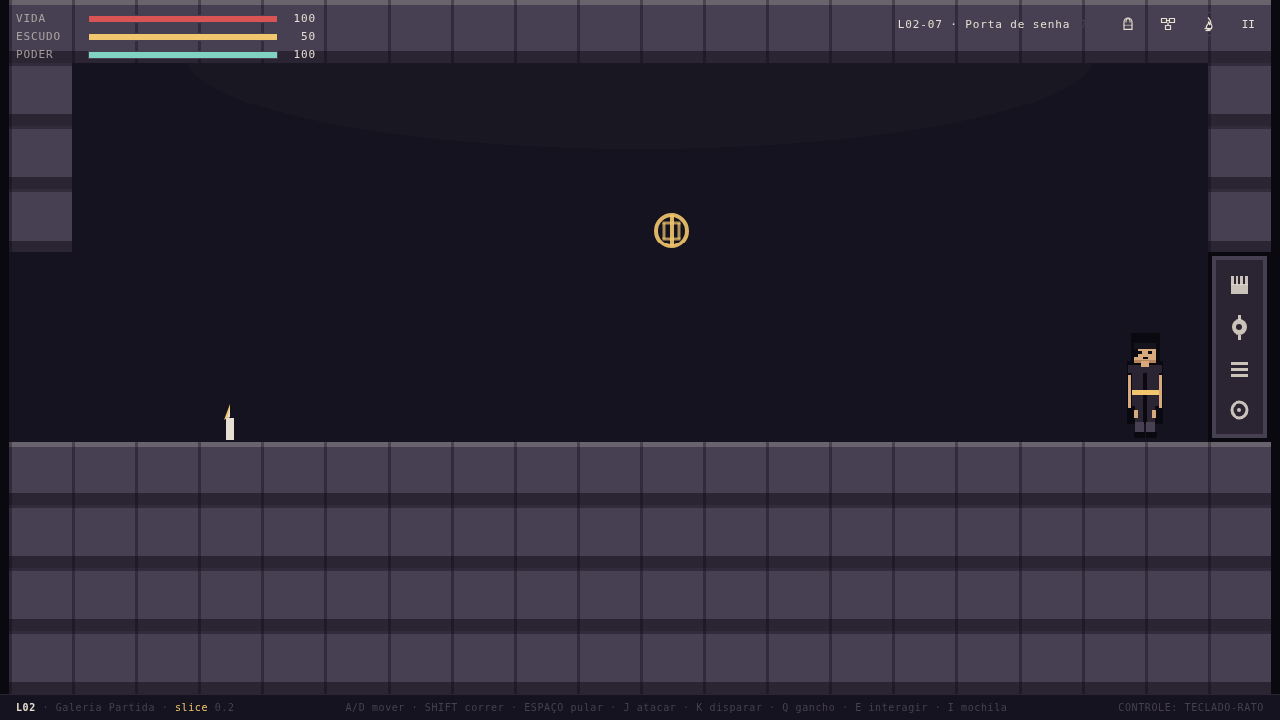 VIDA 100
ESCUDO 50
PODER 100
L02-07 · Porta de senha
II
L02 · Galeria Partida · slice 0.2
A/D mover · SHIFT correr · ESPAÇO pular · J atacar · K disparar · Q gancho · E interagir · I mochila
CONTROLE: TECLADO-RATO